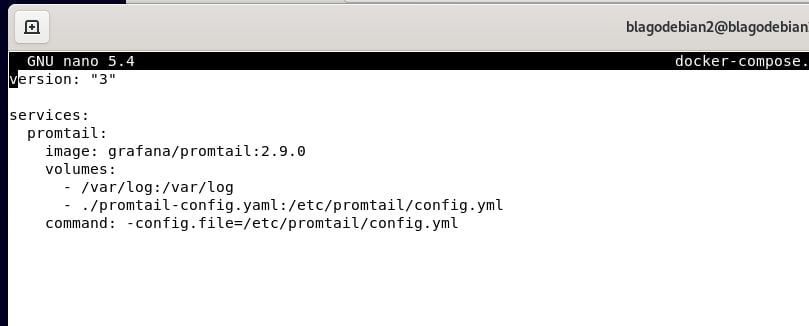 blagodebian2@blagodebian
GNU nano 5.4 docker-compose.
version: "3"
services:
promtail:
image: grafana/promtail:2.9.0
volumes:
- /var/log:/var/log
- ./promtail-config.yaml:/etc/promtail/config.yml
command: -config.file=/etc/promtail/config.yml